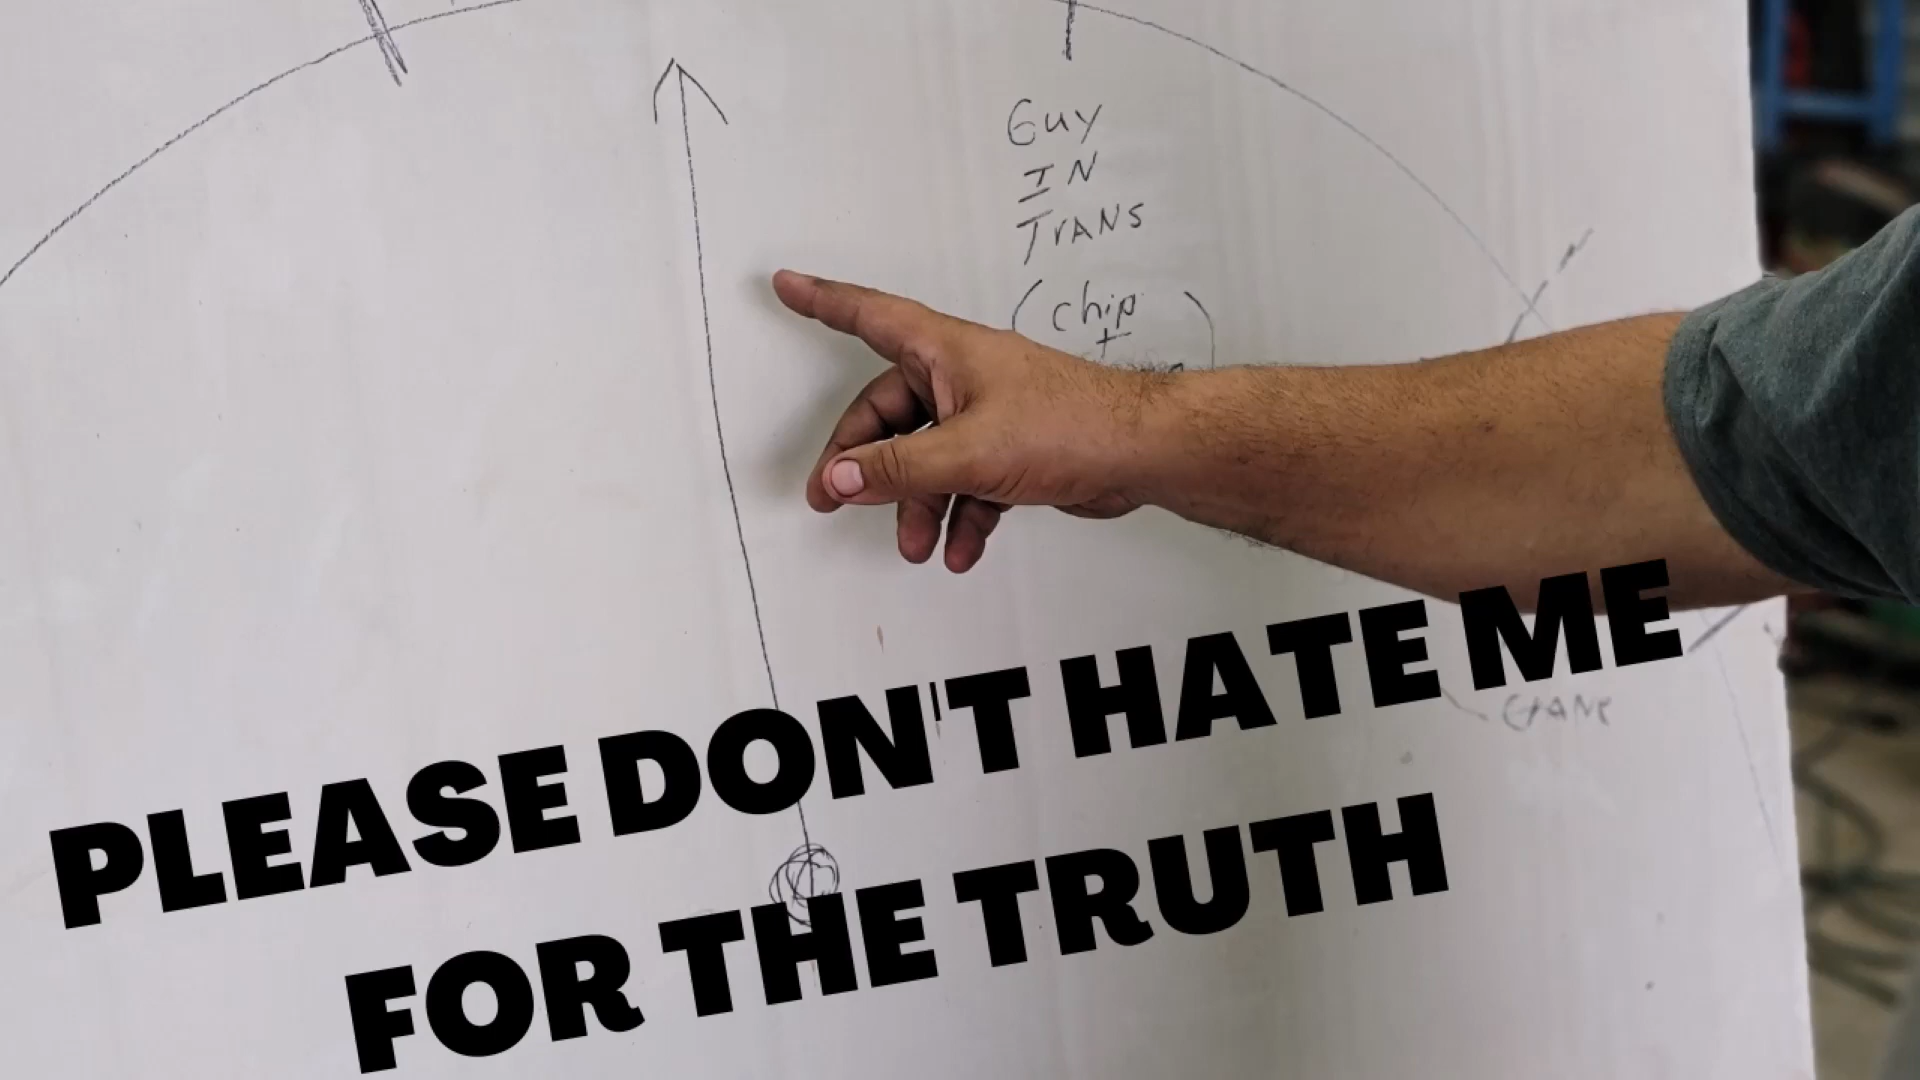 Guy
IN
TrANS
(chip
+
PLEASE DON'T HATE ME
FOR THE TRUTH